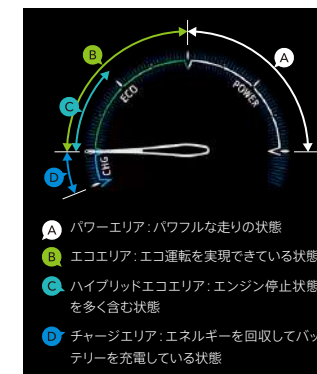 B
A
ECO
POWER
C
CHG
D
A パワーエリア：パワフルな走りの状態
B エコエリア：エコ運転を実現できている状態
C ハイブリッドエコエリア：エンジン停止状態
を多く含む状態
D チャージエリア：エネルギーを回収してバッ
テリーを充電している状態